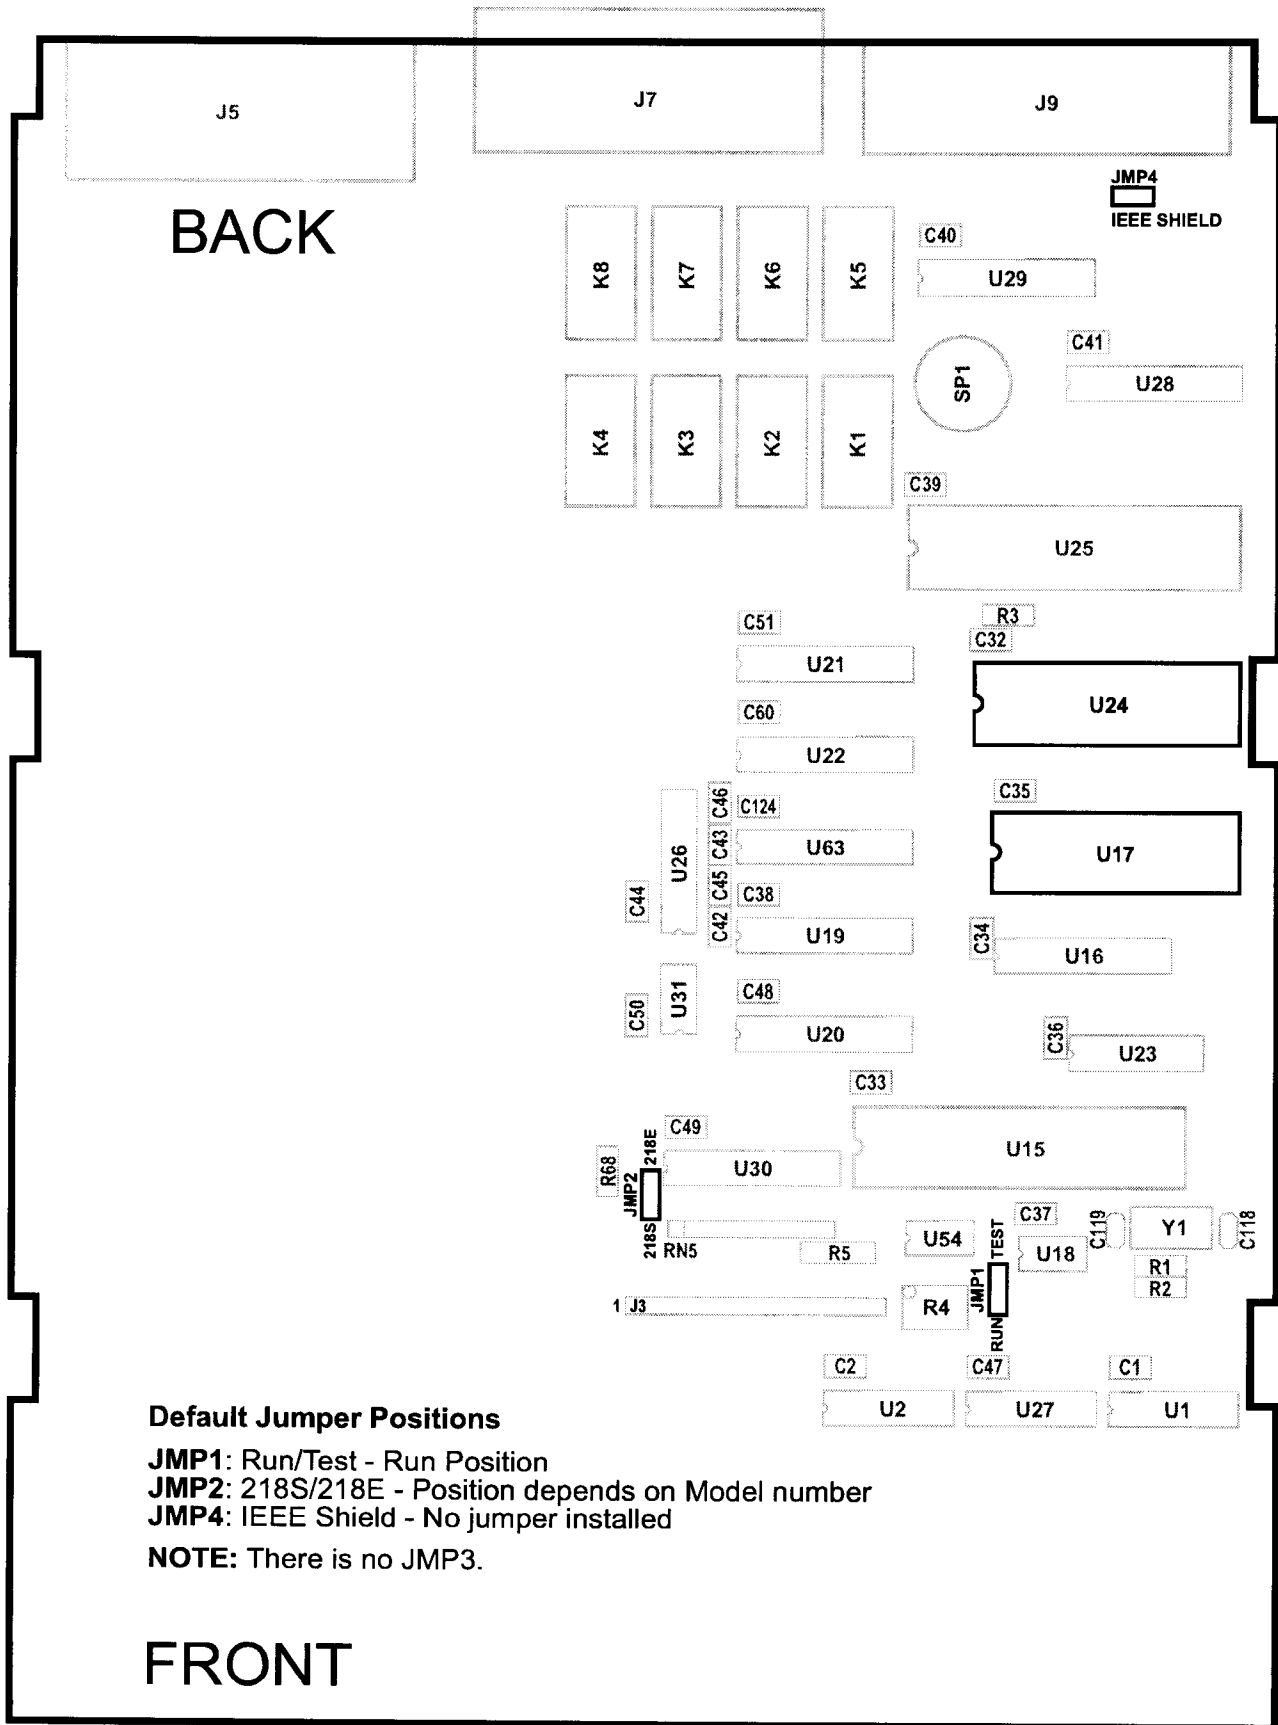 J5
J7
J9
JMP4
IEEE SHIELD
BACK
K8
K7
K6
K5
C40
U29
C41
U28
SP1
K4
K3
K2
K1
C39
U25
R3
C32
C51
U21
U24
C60
U22
C35
C46
C124
U26
C43
U63
U17
C45
C38
C44
C42
U19
C34
U16
U31
C50
C48
U20
C36
U23
C33
C49
U15
R68
JMP2
218E
218S
U30
RN5
R5
U54
TEST
C37
U18
C119
Y1
C118
R1
R2
1 J3
R4
JMP1
RUN
C2
C47
C1
U2
U27
U1
Default Jumper Positions
JMP1: Run/Test - Run Position
JMP2: 218S/218E - Position depends on Model number
JMP4: IEEE Shield - No jumper installed
NOTE: There is no JMP3.
FRONT